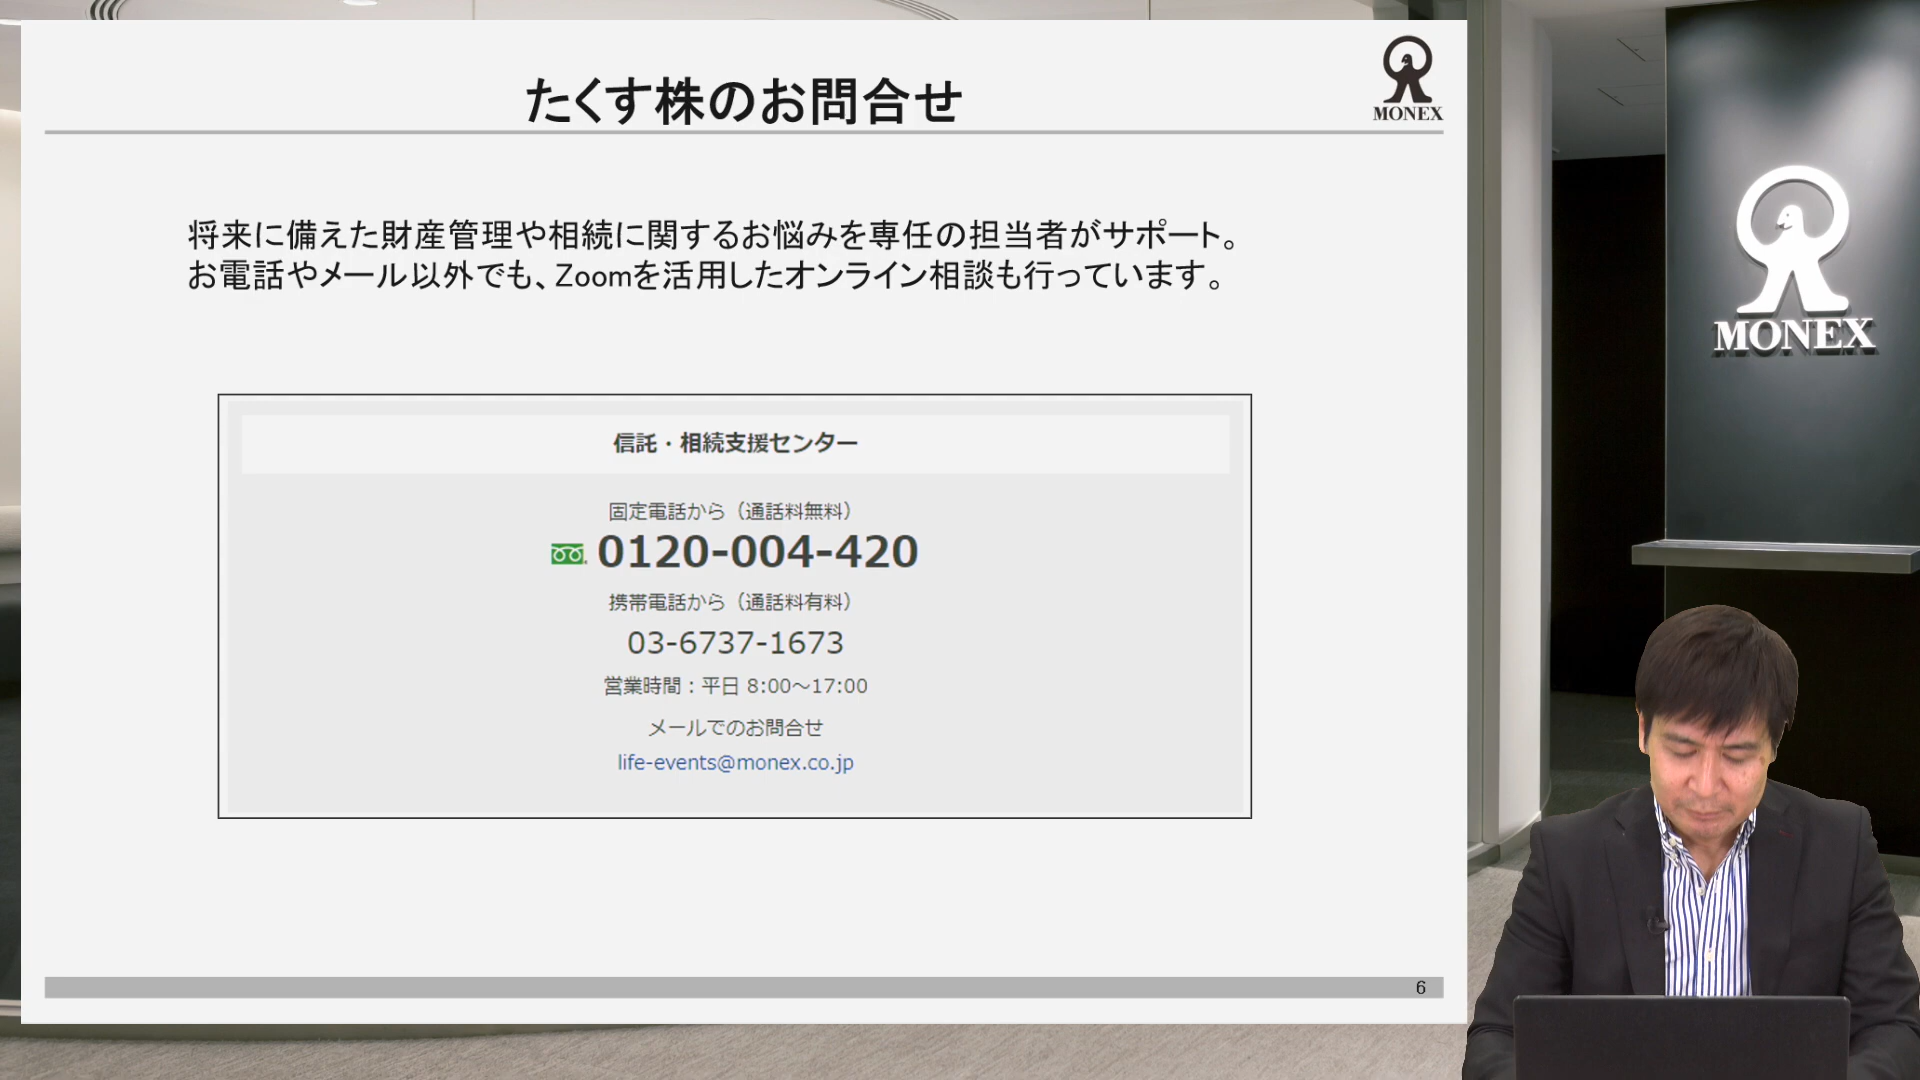 たくす株のお問合せ
MONEX
将来に備えた財産管理や相続に関するお悩みを専任の担当者がサポート。
お電話やメール以外でも、Zoomを活用したオンライン相談も行っています。
信託・相続支援センター
固定電話から（通話料無料）
0120-004-420
携帯電話から（通話料有料）
03-6737-1673
営業時間：平日 8:00～17:00
メールでのお問合せ
life-events@monex.co.jp
6
MONEX